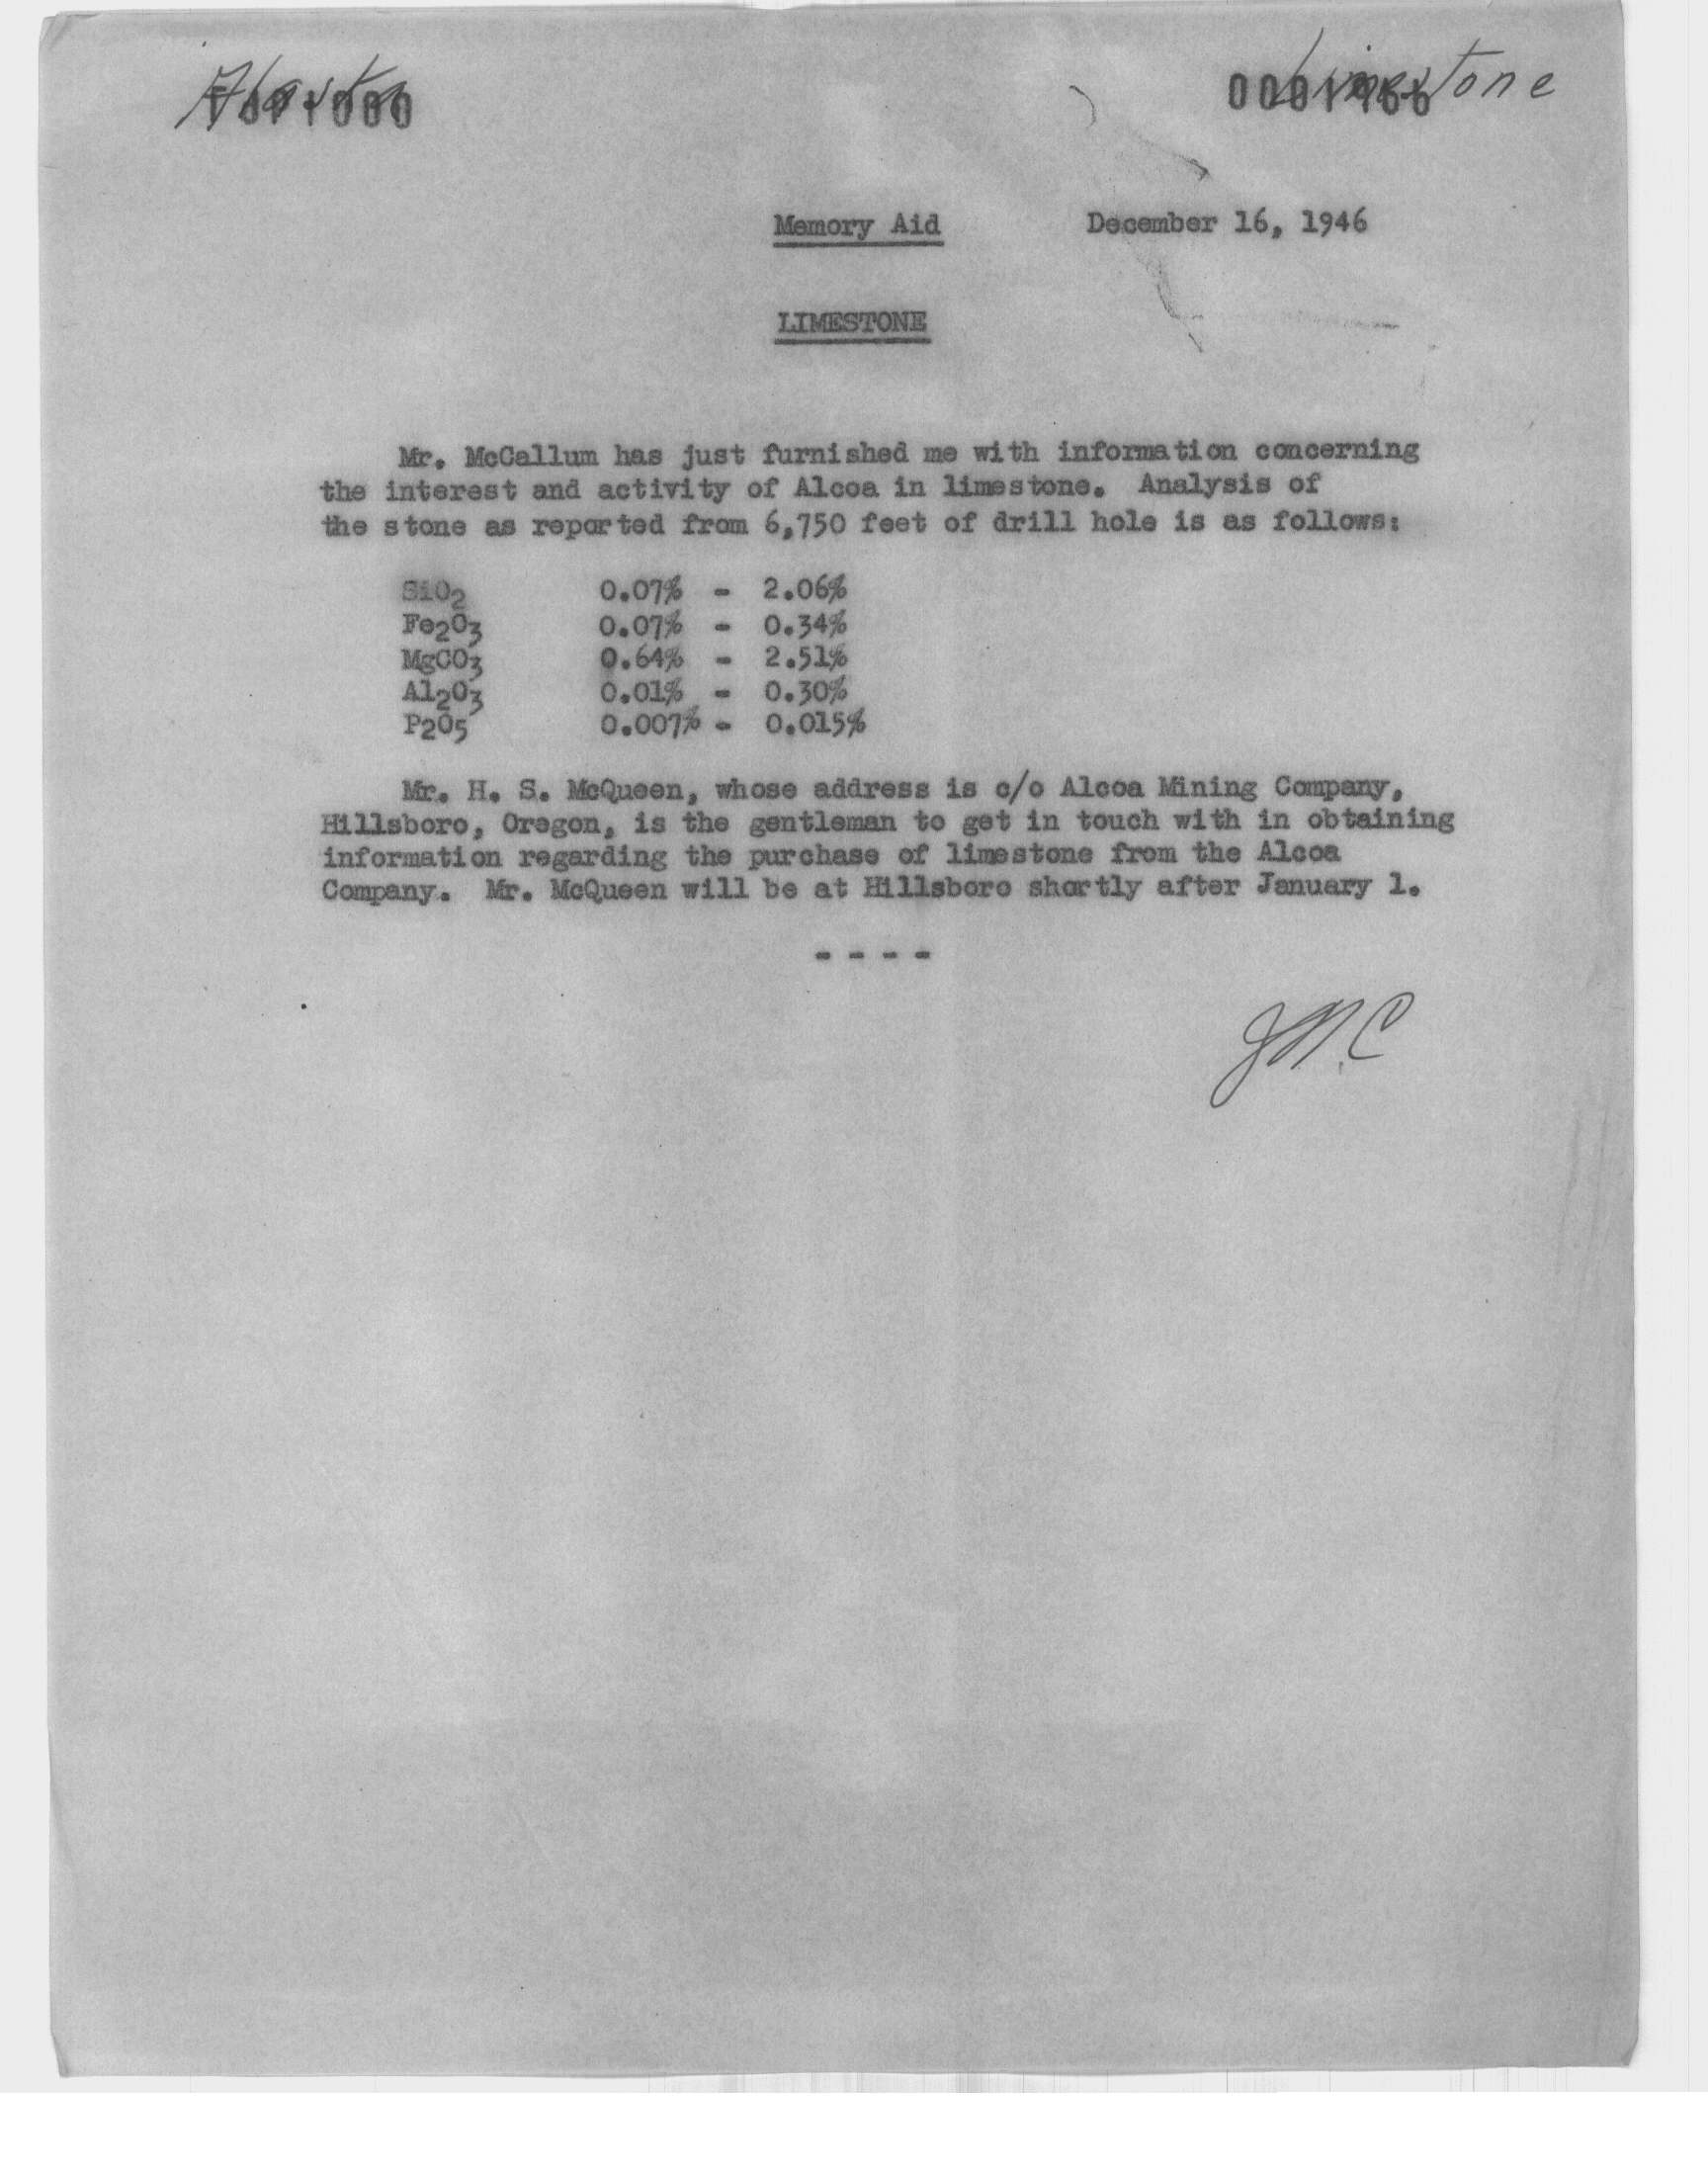 Alaska
Limestone
Memory Aid December 16, 1946
LIMESTONE
Mr. McCallum has just furnished me with information concerning
the interest and activity of Alcoa in limestone. Analysis of
the stone as reported from 6,750 feet of drill hole is as follows:
SiO2 0.07% - 2.06%
Fe2O3 0.07% - 0.34%
MgCO3 0.64% - 2.51%
Al2O3 0.01% - 0.30%
P2O5 0.007% - 0.015%
Mr. H. S. McQueen, whose address is c/o Alcoa Mining Company,
Hillsboro, Oregon, is the gentleman to get in touch with in obtaining
information regarding the purchase of limestone from the Alcoa
Company. Mr. McQueen will be at Hillsboro shortly after January 1.
- - - -